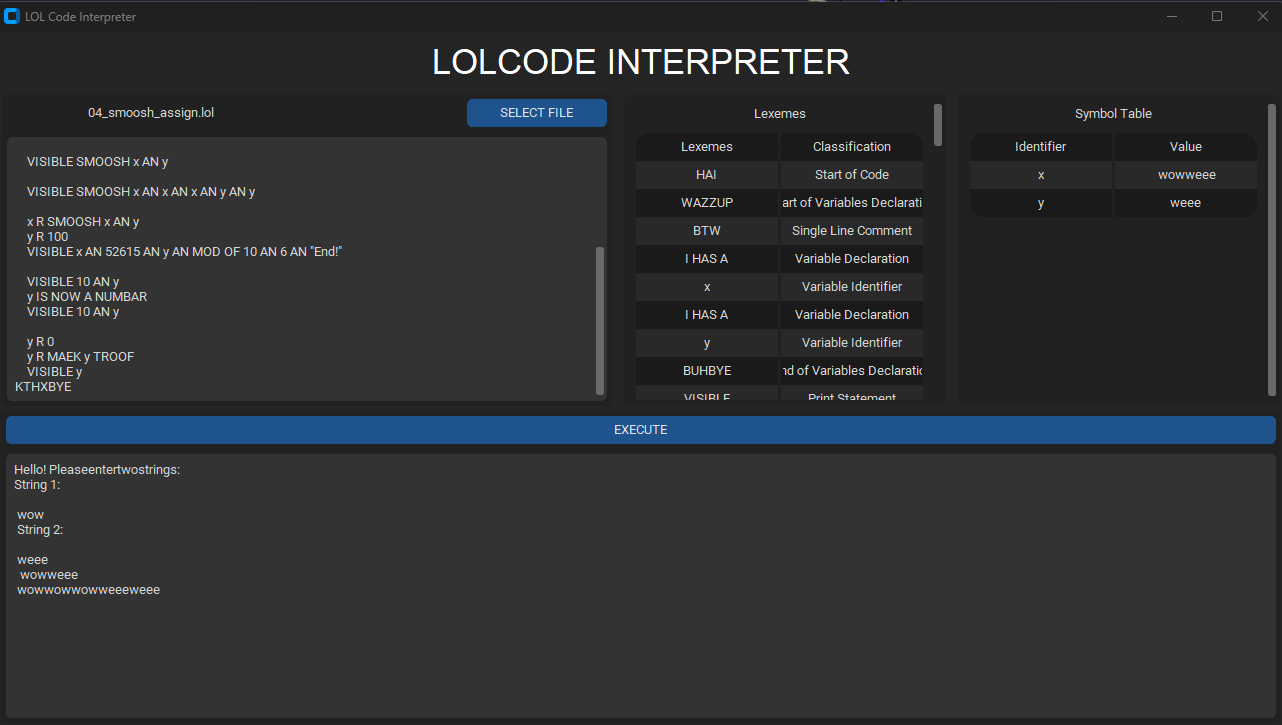 LOL Code Interpreter
LOLCODE INTERPRETER
04_smoosh_assign.lol
SELECT FILE
VISIBLE SMOOSH x AN y
VISIBLE SMOOSH x AN x AN x AN y AN y
x R SMOOSH x AN y
y R 100
VISIBLE x AN 52615 AN y AN MOD OF 10 AN 6 AN "End!"
VISIBLE 10 AN y
y IS NOW A NUMBAR
VISIBLE 10 AN y
y R 0
y R MAEK y TROOF
VISIBLE y
KTHXBYE
Lexemes
Lexemes Classification
HAI Start of Code
WAZZUP art of Variables Declarati
BTW Single Line Comment
I HAS A Variable Declaration
x Variable Identifier
I HAS A Variable Declaration
y Variable Identifier
BUHBYE nd of Variables Declaratic
VISIBLE Print Statement
Symbol Table
Identifier Value
x wowweee
y weee
EXECUTE
Hello! Pleaseentertwostrings:
String 1:
wow
String 2:
weee
wowweee
wowwowwowweeeweee